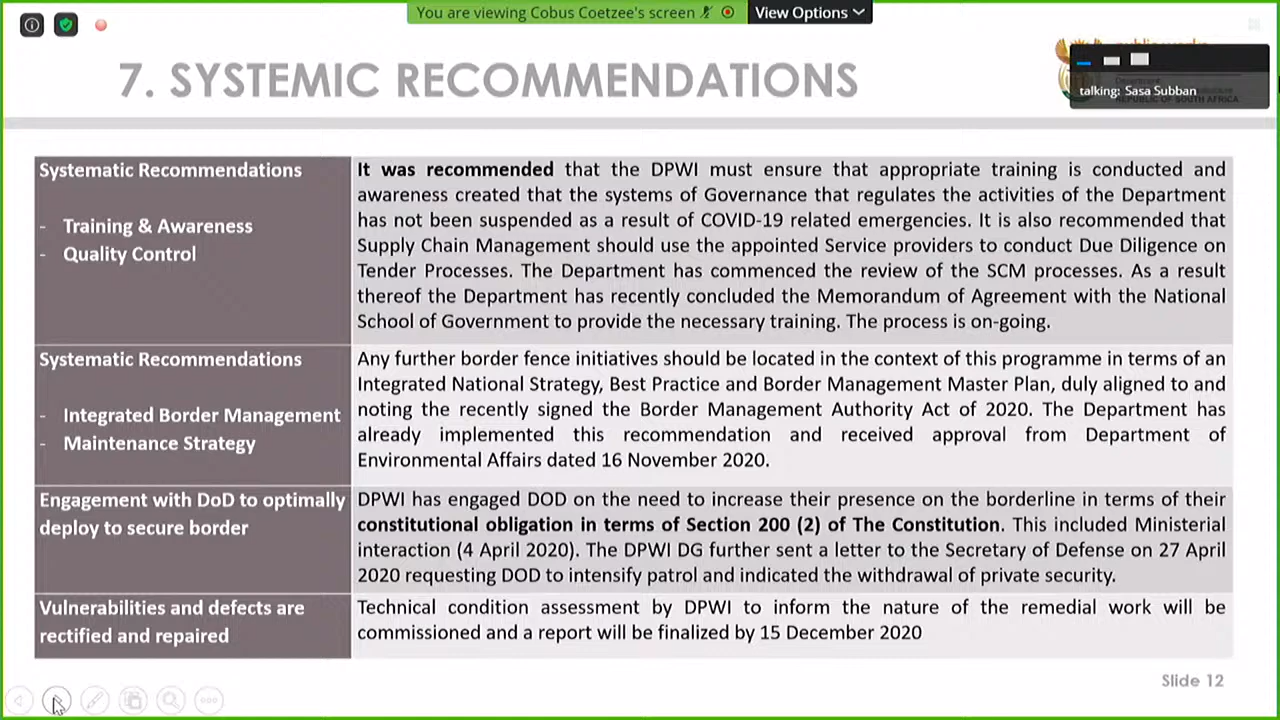 You are viewing Cobus Coetzee's screen
View Options
talking: Sasa Subban
REPUBLIC OF SOUTH AFRICA
7. SYSTEMIC RECOMMENDATIONS
Systematic Recommendations
- Training & Awareness
- Quality Control
It was recommended that the DPWI must ensure that appropriate training is conducted and
awareness created that the systems of Governance that regulates the activities of the Department
has not been suspended as a result of COVID-19 related emergencies. It is also recommended that
Supply Chain Management should use the appointed Service providers to conduct Due Diligence on
Tender Processes. The Department has commenced the review of the SCM processes. As a result
thereof the Department has recently concluded the Memorandum of Agreement with the National
School of Government to provide the necessary training. The process is on-going.
Systematic Recommendations
- Integrated Border Management
- Maintenance Strategy
Any further border fence initiatives should be located in the context of this programme in terms of an
Integrated National Strategy, Best Practice and Border Management Master Plan, duly aligned to and
noting the recently signed the Border Management Authority Act of 2020. The Department has
already implemented this recommendation and received approval from Department of
Environmental Affairs dated 16 November 2020.
Engagement with DoD to optimally
deploy to secure border
DPWI has engaged DOD on the need to increase their presence on the borderline in terms of their
constitutional obligation in terms of Section 200 (2) of The Constitution. This included Ministerial
interaction (4 April 2020). The DPWI DG further sent a letter to the Secretary of Defense on 27 April
2020 requesting DOD to intensify patrol and indicated the withdrawal of private security.
Vulnerabilities and defects are
rectified and repaired
Technical condition assessment by DPWI to inform the nature of the remedial work will be
commissioned and a report will be finalized by 15 December 2020
Slide 12